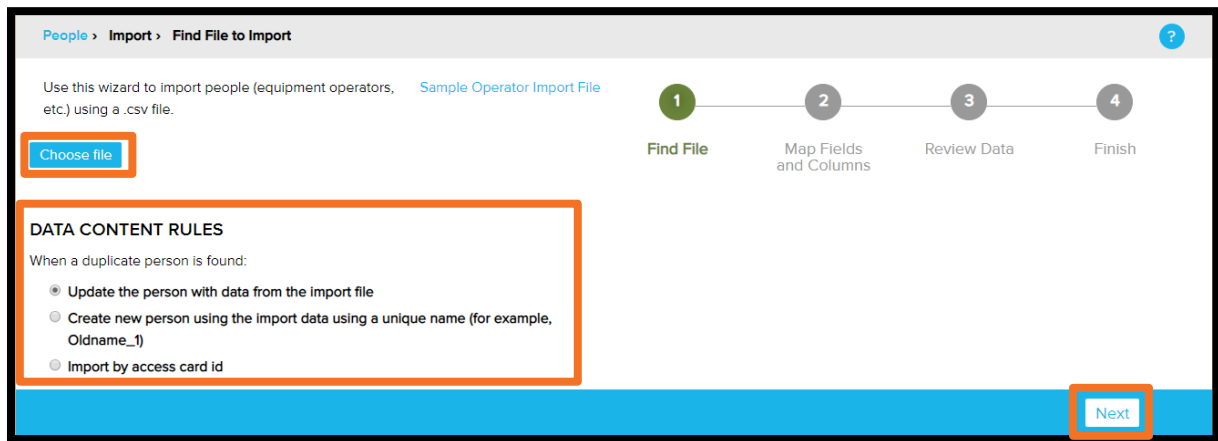 People › Import › Find File to Import
?
Use this wizard to import people (equipment operators,
etc.) using a .csv file.
Sample Operator Import File
Choose file
1
2
3
4
Find File
Map Fields
and Columns
Review Data
Finish
DATA CONTENT RULES
When a duplicate person is found:
Update the person with data from the import file
Create new person using the import data using a unique name (for example,
Oldname_1)
Import by access card id
Next